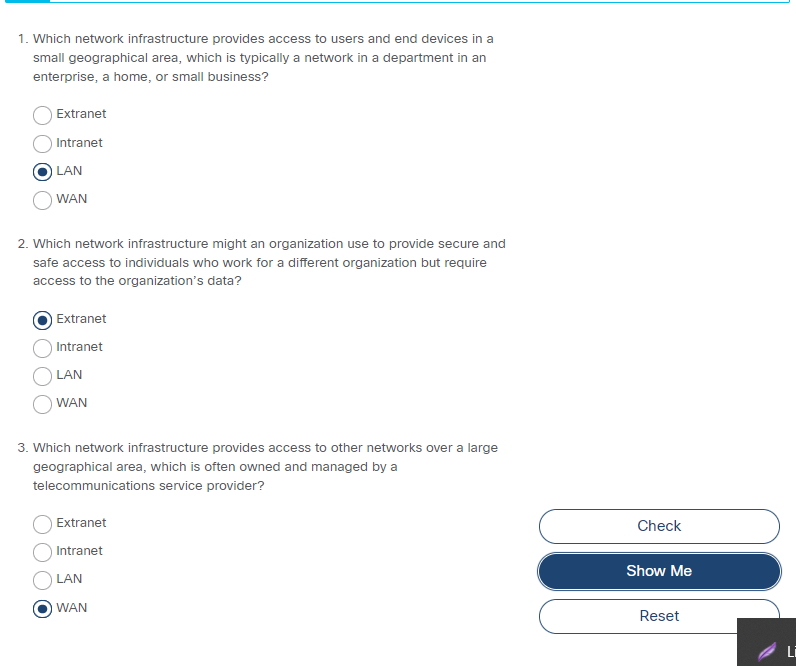 1. Which network infrastructure provides access to users and end devices in a
small geographical area, which is typically a network in a department in an
enterprise, a home, or small business?
Extranet
Intranet
LAN
WAN
2. Which network infrastructure might an organization use to provide secure and
safe access to individuals who work for a different organization but require
access to the organization's data?
Extranet
Intranet
LAN
WAN
3. Which network infrastructure provides access to other networks over a large
geographical area, which is often owned and managed by a
telecommunications service provider?
Extranet
Intranet
LAN
WAN
Check
Show Me
Reset